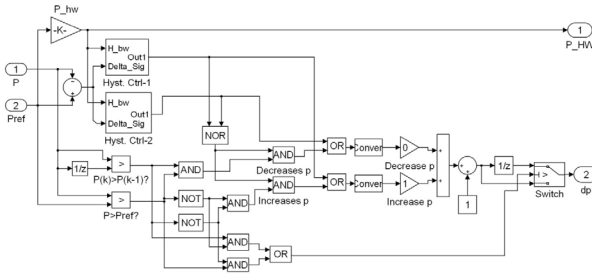 P_hw
-K-
1
P_HW
H_bw
Out1
Delta_Sig
Hyst. Ctrl-1
1
P
2
Pref
H_bw
Out1
Delta_Sig
Hyst. Ctrl-2
NOR
OR
Conver
0
Decrease p
1/z
>
P(k)>P(k-1)?
AND
AND
Decreases p
1/z
Switch
2
dp
>
P>Pref?
NOT
AND
AND
Increases p
OR
Conver
1
Increase p
1
NOT
AND
AND
OR